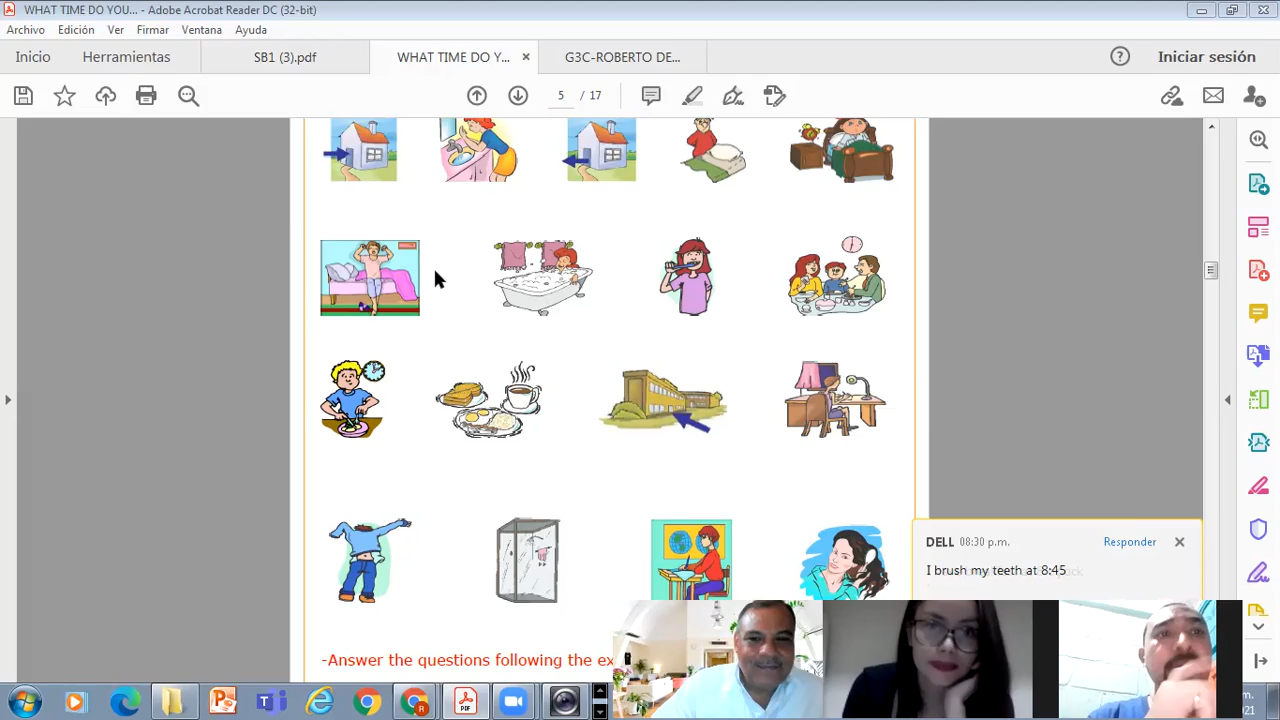 WHAT TIME DO YOU... - Adobe Acrobat Reader DC (32-bit)
Archivo Edición Ver Firmar Ventana Ayuda
Inicio Herramientas SB1 (3).pdf WHAT TIME DO Y... × G3C-ROBERTO DE... Iniciar sesión
5 / 17
DELL 08:30 p.m. Responder
I brush my teeth at 8:45
-Answer the questions following the ex